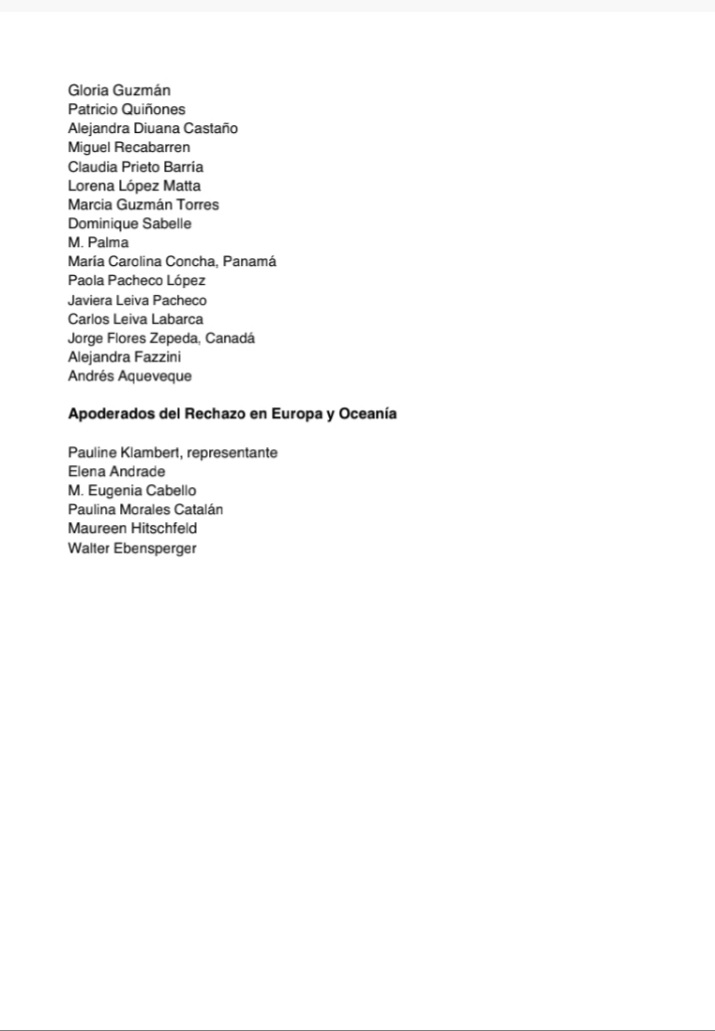 Gloria Guzmán
Patricio Quiñones
Alejandra Diuana Castaño
Miguel Recabarren
Claudia Prieto Barría
Lorena López Matta
Marcia Guzmán Torres
Dominique Sabelle
M. Palma
María Carolina Concha, Panamá
Paola Pacheco López
Javiera Leiva Pacheco
Carlos Leiva Labarca
Jorge Flores Zepeda, Canadá
Alejandra Fazzini
Andrés Aqueveque
Apoderados del Rechazo en Europa y Oceanía
Pauline Klambert, representante
Elena Andrade
M. Eugenia Cabello
Paulina Morales Catalán
Maureen Hitschfeld
Walter Ebensperger